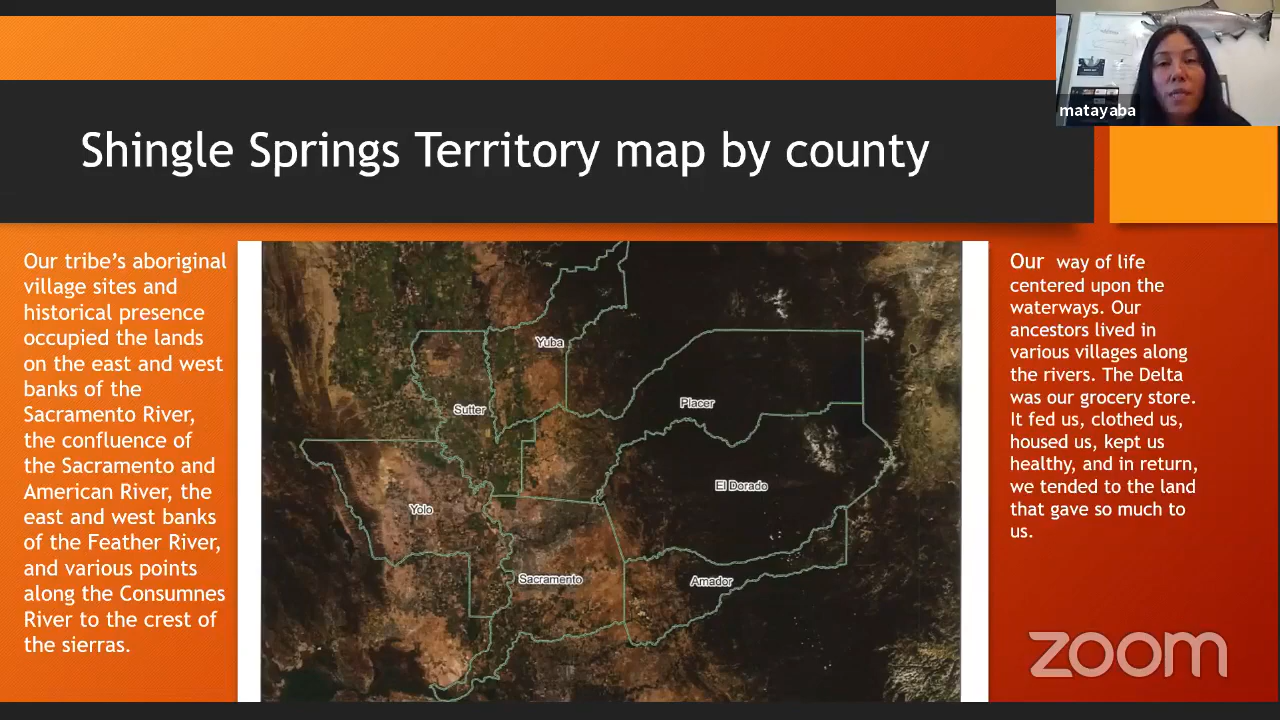 matayaba
Shingle Springs Territory map by county
Our tribe’s aboriginal
village sites and
historical presence
occupied the lands
on the east and west
banks of the
Sacramento River,
the confluence of
the Sacramento and
American River, the
east and west banks
of the Feather River,
and various points
along the Consumnes
River to the crest of
the sierras.
Yuba
Sutter
Placer
El Dorado
Yolo
Sacramento
Amador
Our way of life
centered upon the
waterways. Our
ancestors lived in
various villages along
the rivers. The Delta
was our grocery store.
It fed us, clothed us,
housed us, kept us
healthy, and in return,
we tended to the land
that gave so much to
us.
zoom